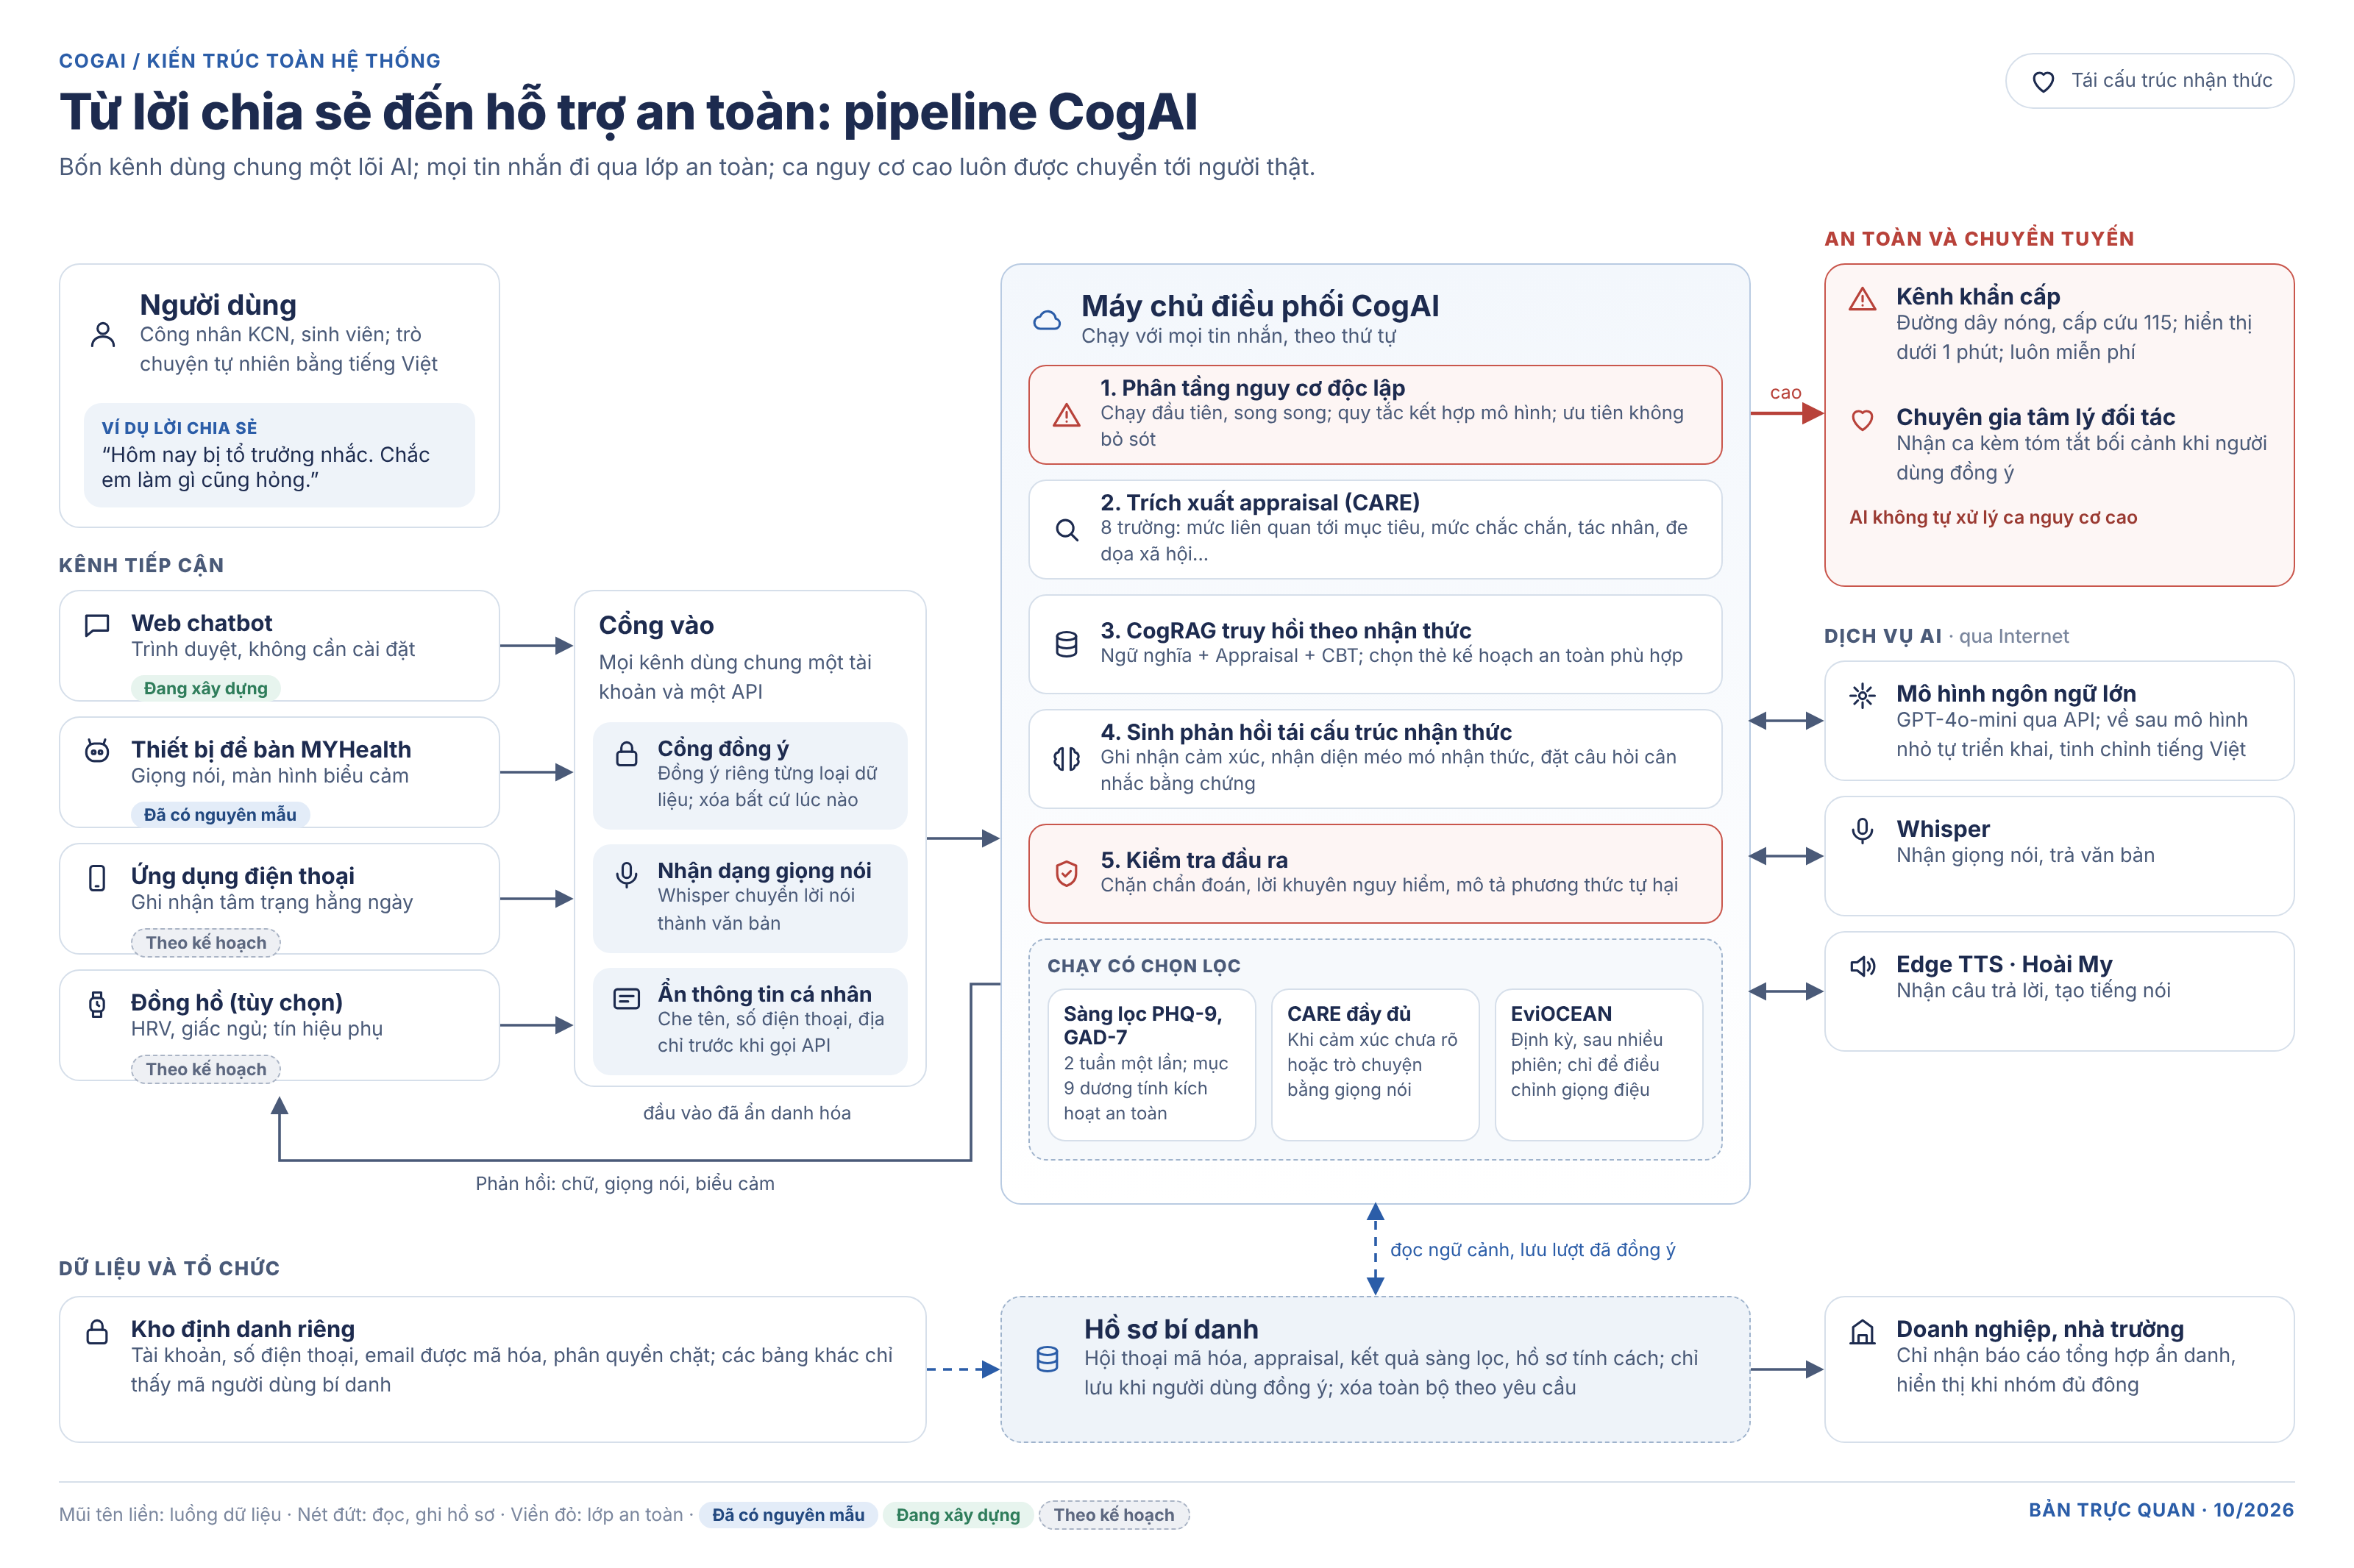 COGAI / KIẾN TRÚC TOÀN HỆ THỐNG
Từ lời chia sẻ đến hỗ trợ an toàn: pipeline CogAI
Bốn kênh dùng chung một lõi AI; mọi tin nhắn đi qua lớp an toàn; ca nguy cơ cao luôn được chuyển tới người thật.
Tái cấu trúc nhận thức
Người dùng
Công nhân KCN, sinh viên; trò
chuyện tự nhiên bằng tiếng Việt
VÍ DỤ LỜI CHIA SẺ
“Hôm nay bị tổ trưởng nhắc. Chắc
em làm gì cũng hỏng.”
KÊNH TIẾP CẬN
Web chatbot
Trình duyệt, không cần cài đặt
Đang xây dựng
Thiết bị để bàn MYHealth
Giọng nói, màn hình biểu cảm
Đã có nguyên mẫu
Ứng dụng điện thoại
Ghi nhận tâm trạng hằng ngày
Theo kế hoạch
Đồng hồ (tùy chọn)
HRV, giấc ngủ; tín hiệu phụ
Theo kế hoạch
Cổng vào
Mọi kênh dùng chung một tài
khoản và một API
Cổng đồng ý
Đồng ý riêng từng loại dữ
liệu; xóa bất cứ lúc nào
Nhận dạng giọng nói
Whisper chuyển lời nói
thành văn bản
Ẩn thông tin cá nhân
Che tên, số điện thoại, địa
chỉ trước khi gọi API
đầu vào đã ẩn danh hóa
Phản hồi: chữ, giọng nói, biểu cảm
Máy chủ điều phối CogAI
Chạy với mọi tin nhắn, theo thứ tự
1. Phân tầng nguy cơ độc lập
Chạy đầu tiên, song song; quy tắc kết hợp mô hình; ưu tiên không
bỏ sót
2. Trích xuất appraisal (CARE)
8 trường: mức liên quan tới mục tiêu, mức chắc chắn, tác nhân, đe
dọa xã hội...
3. CogRAG truy hồi theo nhận thức
Ngữ nghĩa + Appraisal + CBT; chọn thẻ kế hoạch an toàn phù hợp
4. Sinh phản hồi tái cấu trúc nhận thức
Ghi nhận cảm xúc, nhận diện méo mó nhận thức, đặt câu hỏi cân
nhắc bằng chứng
5. Kiểm tra đầu ra
Chặn chẩn đoán, lời khuyên nguy hiểm, mô tả phương thức tự hại
CHẠY CÓ CHỌN LỌC
Sàng lọc PHQ-9,
GAD-7
2 tuần một lần; mục
9 dương tính kích
hoạt an toàn
CARE đầy đủ
Khi cảm xúc chưa rõ
hoặc trò chuyện
bằng giọng nói
EviOCEAN
Định kỳ, sau nhiều
phiên; chỉ để điều
chỉnh giọng điệu
cao
AN TOÀN VÀ CHUYỂN TUYẾN
Kênh khẩn cấp
Đường dây nóng, cấp cứu 115; hiển thị
dưới 1 phút; luôn miễn phí
Chuyên gia tâm lý đối tác
Nhận ca kèm tóm tắt bối cảnh khi người
dùng đồng ý
AI không tự xử lý ca nguy cơ cao
DỊCH VỤ AI · qua Internet
Mô hình ngôn ngữ lớn
GPT-4o-mini qua API; về sau mô hình
nhỏ tự triển khai, tinh chỉnh tiếng Việt
Whisper
Nhận giọng nói, trả văn bản
Edge TTS · Hoài My
Nhận câu trả lời, tạo tiếng nói
đọc ngữ cảnh, lưu lượt đã đồng ý
DỮ LIỆU VÀ TỔ CHỨC
Kho định danh riêng
Tài khoản, số điện thoại, email được mã hóa, phân quyền chặt; các bảng khác chỉ
thấy mã người dùng bí danh
Hồ sơ bí danh
Hội thoại mã hóa, appraisal, kết quả sàng lọc, hồ sơ tính cách; chỉ
lưu khi người dùng đồng ý; xóa toàn bộ theo yêu cầu
Doanh nghiệp, nhà trường
Chỉ nhận báo cáo tổng hợp ẩn danh,
hiển thị khi nhóm đủ đông
Mũi tên liền: luồng dữ liệu · Nét đứt: đọc, ghi hồ sơ · Viền đỏ: lớp an toàn · Đã có nguyên mẫu Đang xây dựng Theo kế hoạch
BẢN TRỰC QUAN · 10/2026